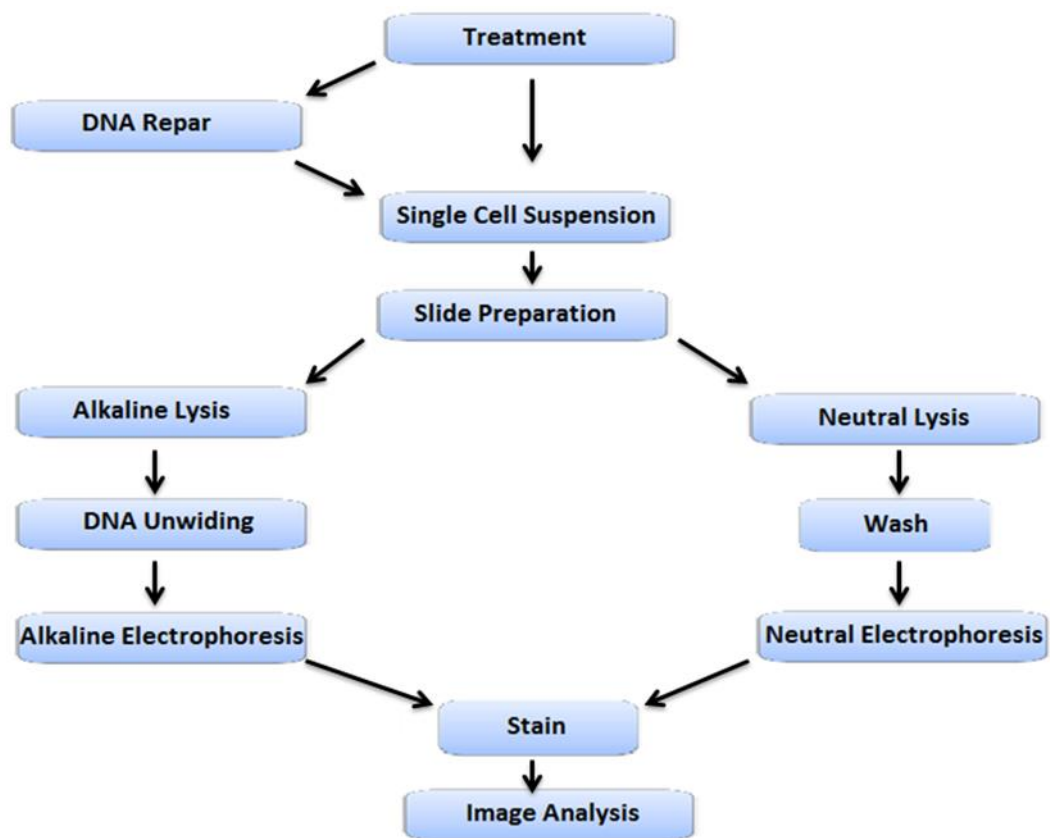 Treatment
DNA Repar
Single Cell Suspension
Slide Preparation
Alkaline Lysis
Neutral Lysis
DNA Unwiding
Wash
Alkaline Electrophoresis
Neutral Electrophoresis
Stain
Image Analysis